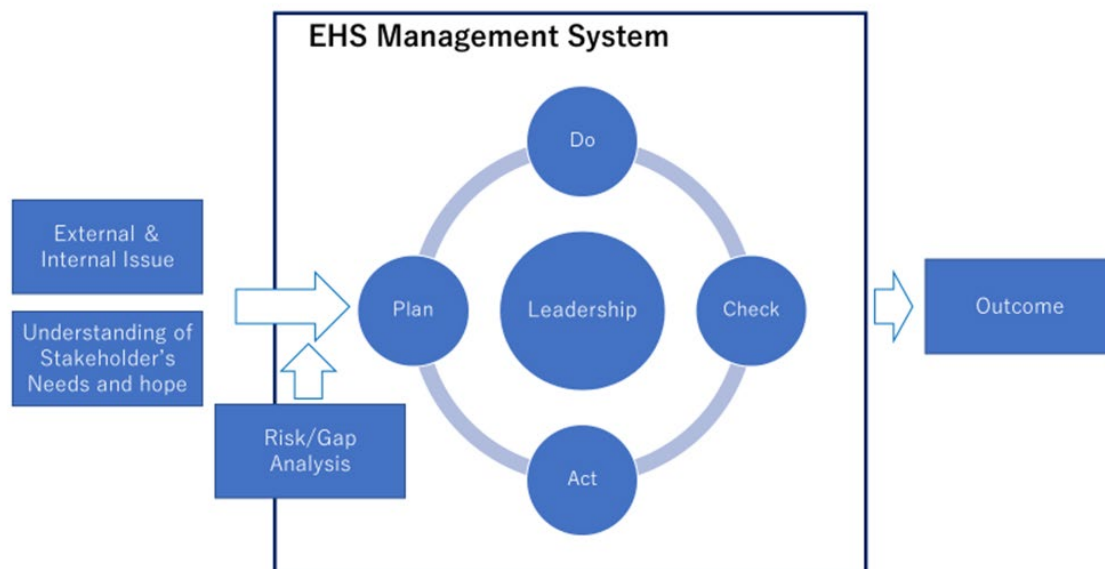 EHS Management System
Do
External &
Internal Issue
Understanding of
Stakeholder's
Needs and hope
Plan
Leadership
Check
Outcome
Risk/Gap
Analysis
Act